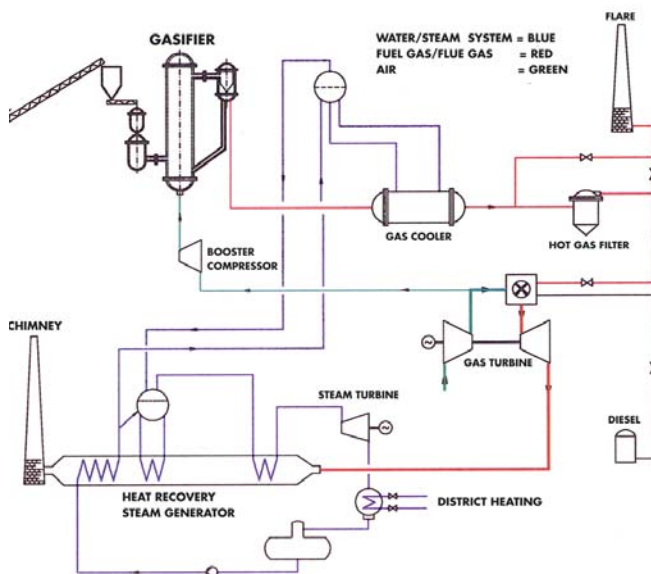 FLARE
GASIFIER
WATER/STEAM SYSTEM = BLUE
FUEL GAS/FLUE GAS = RED
AIR = GREEN
GAS COOLER
HOT GAS FILTER
BOOSTER
COMPRESSOR
CHIMNEY
GAS TURBINE
STEAM TURBINE
DIESEL
HEAT RECOVERY
STEAM GENERATOR
DISTRICT HEATING